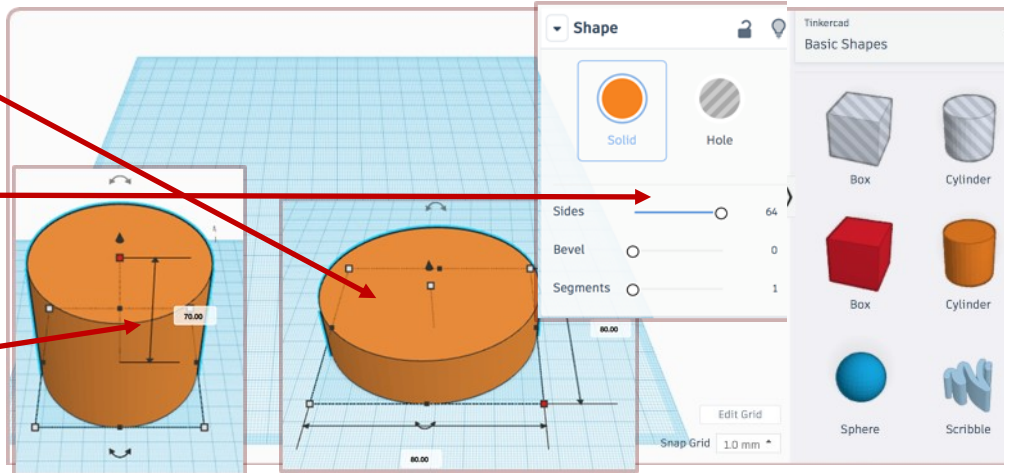 Shape
Solid
Hole
Sides
64
Bevel
0
Segments
1
Tinkercad
Basic Shapes
Box
Cylinder
Box
Cylinder
Sphere
Scribble
70.00
80.00
80.00
Edit Grid
Snap Grid 1.0 mm